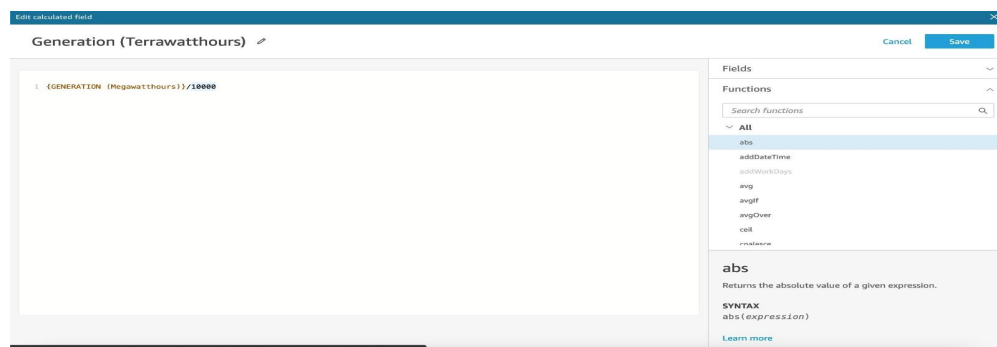 Edit calculated field
Generation (Terrawatthours)
Cancel
Save
1 {GENERATION (Megawatthours)}/10000
Fields
Functions
Search functions
All
abs
addDateTime
addWorkDays
avg
avgIf
avgOver
ceil
coalesce
abs
Returns the absolute value of a given expression.
SYNTAX
abs(expression)
Learn more